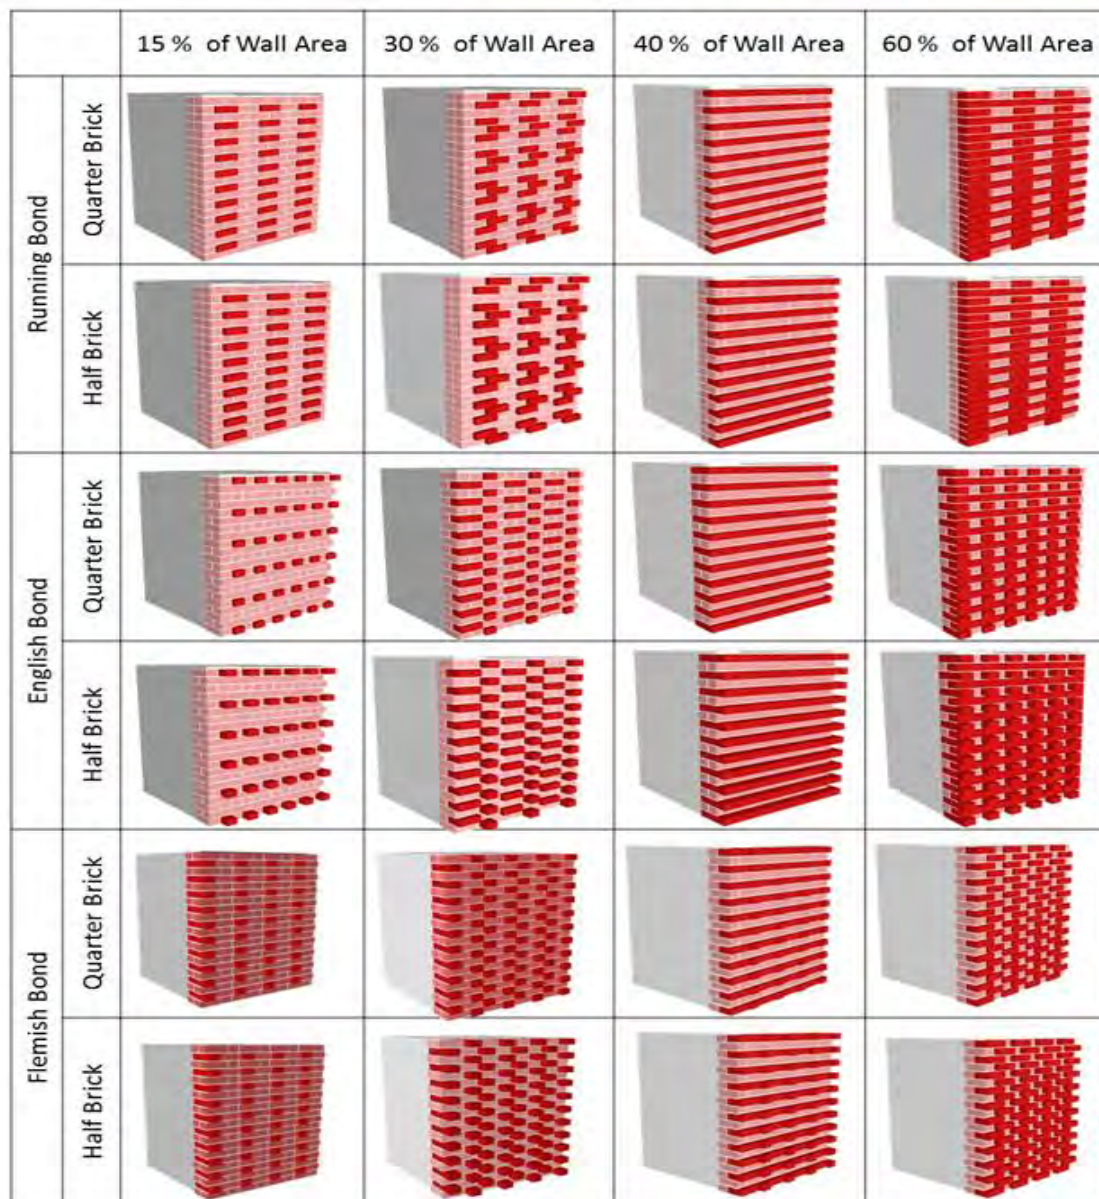 15 % of Wall Area
30 % of Wall Area
40 % of Wall Area
60 % of Wall Area
Running Bond
Quarter Brick
Half Brick
English Bond
Quarter Brick
Half Brick
Flemish Bond
Quarter Brick
Half Brick